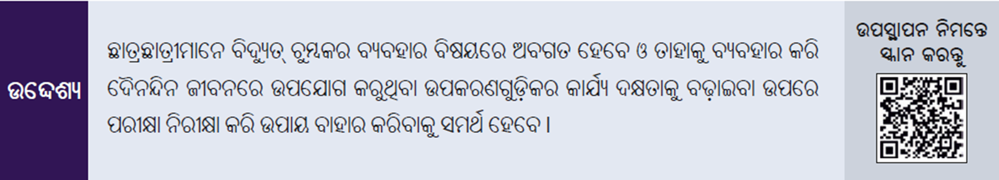 ଉଦ୍ଦେଶ୍ୟ
ଛାତ୍ରଛାତ୍ରୀମାନେ ବିଦ୍ୟୁତ୍ ଚୁମ୍ବକର ବ୍ୟବହାର ବିଷୟରେ ଅବଗତ ହେବେ ଓ ତାହାକୁ ବ୍ୟବହାର କରି
ଦୈନନ୍ଦିନ ଜୀବନରେ ଉପଯୋଗ କରୁଥିବା ଉପକରଣଗୁଡ଼ିକର କାର୍ଯ୍ୟ ଦକ୍ଷତାକୁ ବଢ଼ାଇବା ଉପରେ
ପରୀକ୍ଷା ନିରୀକ୍ଷା କରି ଉପାୟ ବାହାର କରିବାକୁ ସମର୍ଥ ହେବେ ।
ଉପସ୍ଥାପନ ନିମନ୍ତେ
ସ୍କାନ କରନ୍ତୁ